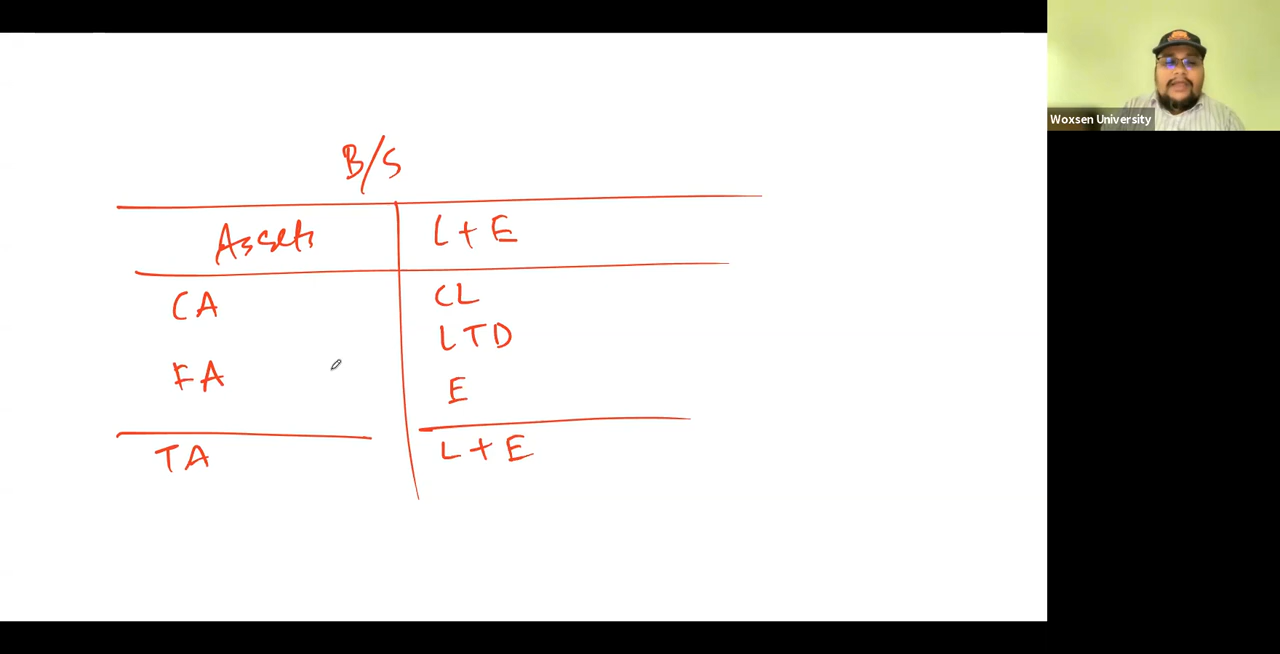 B/S
Assets
L+E
CA
CL
LTD
FA
E
TA
L+E
Woxsen University